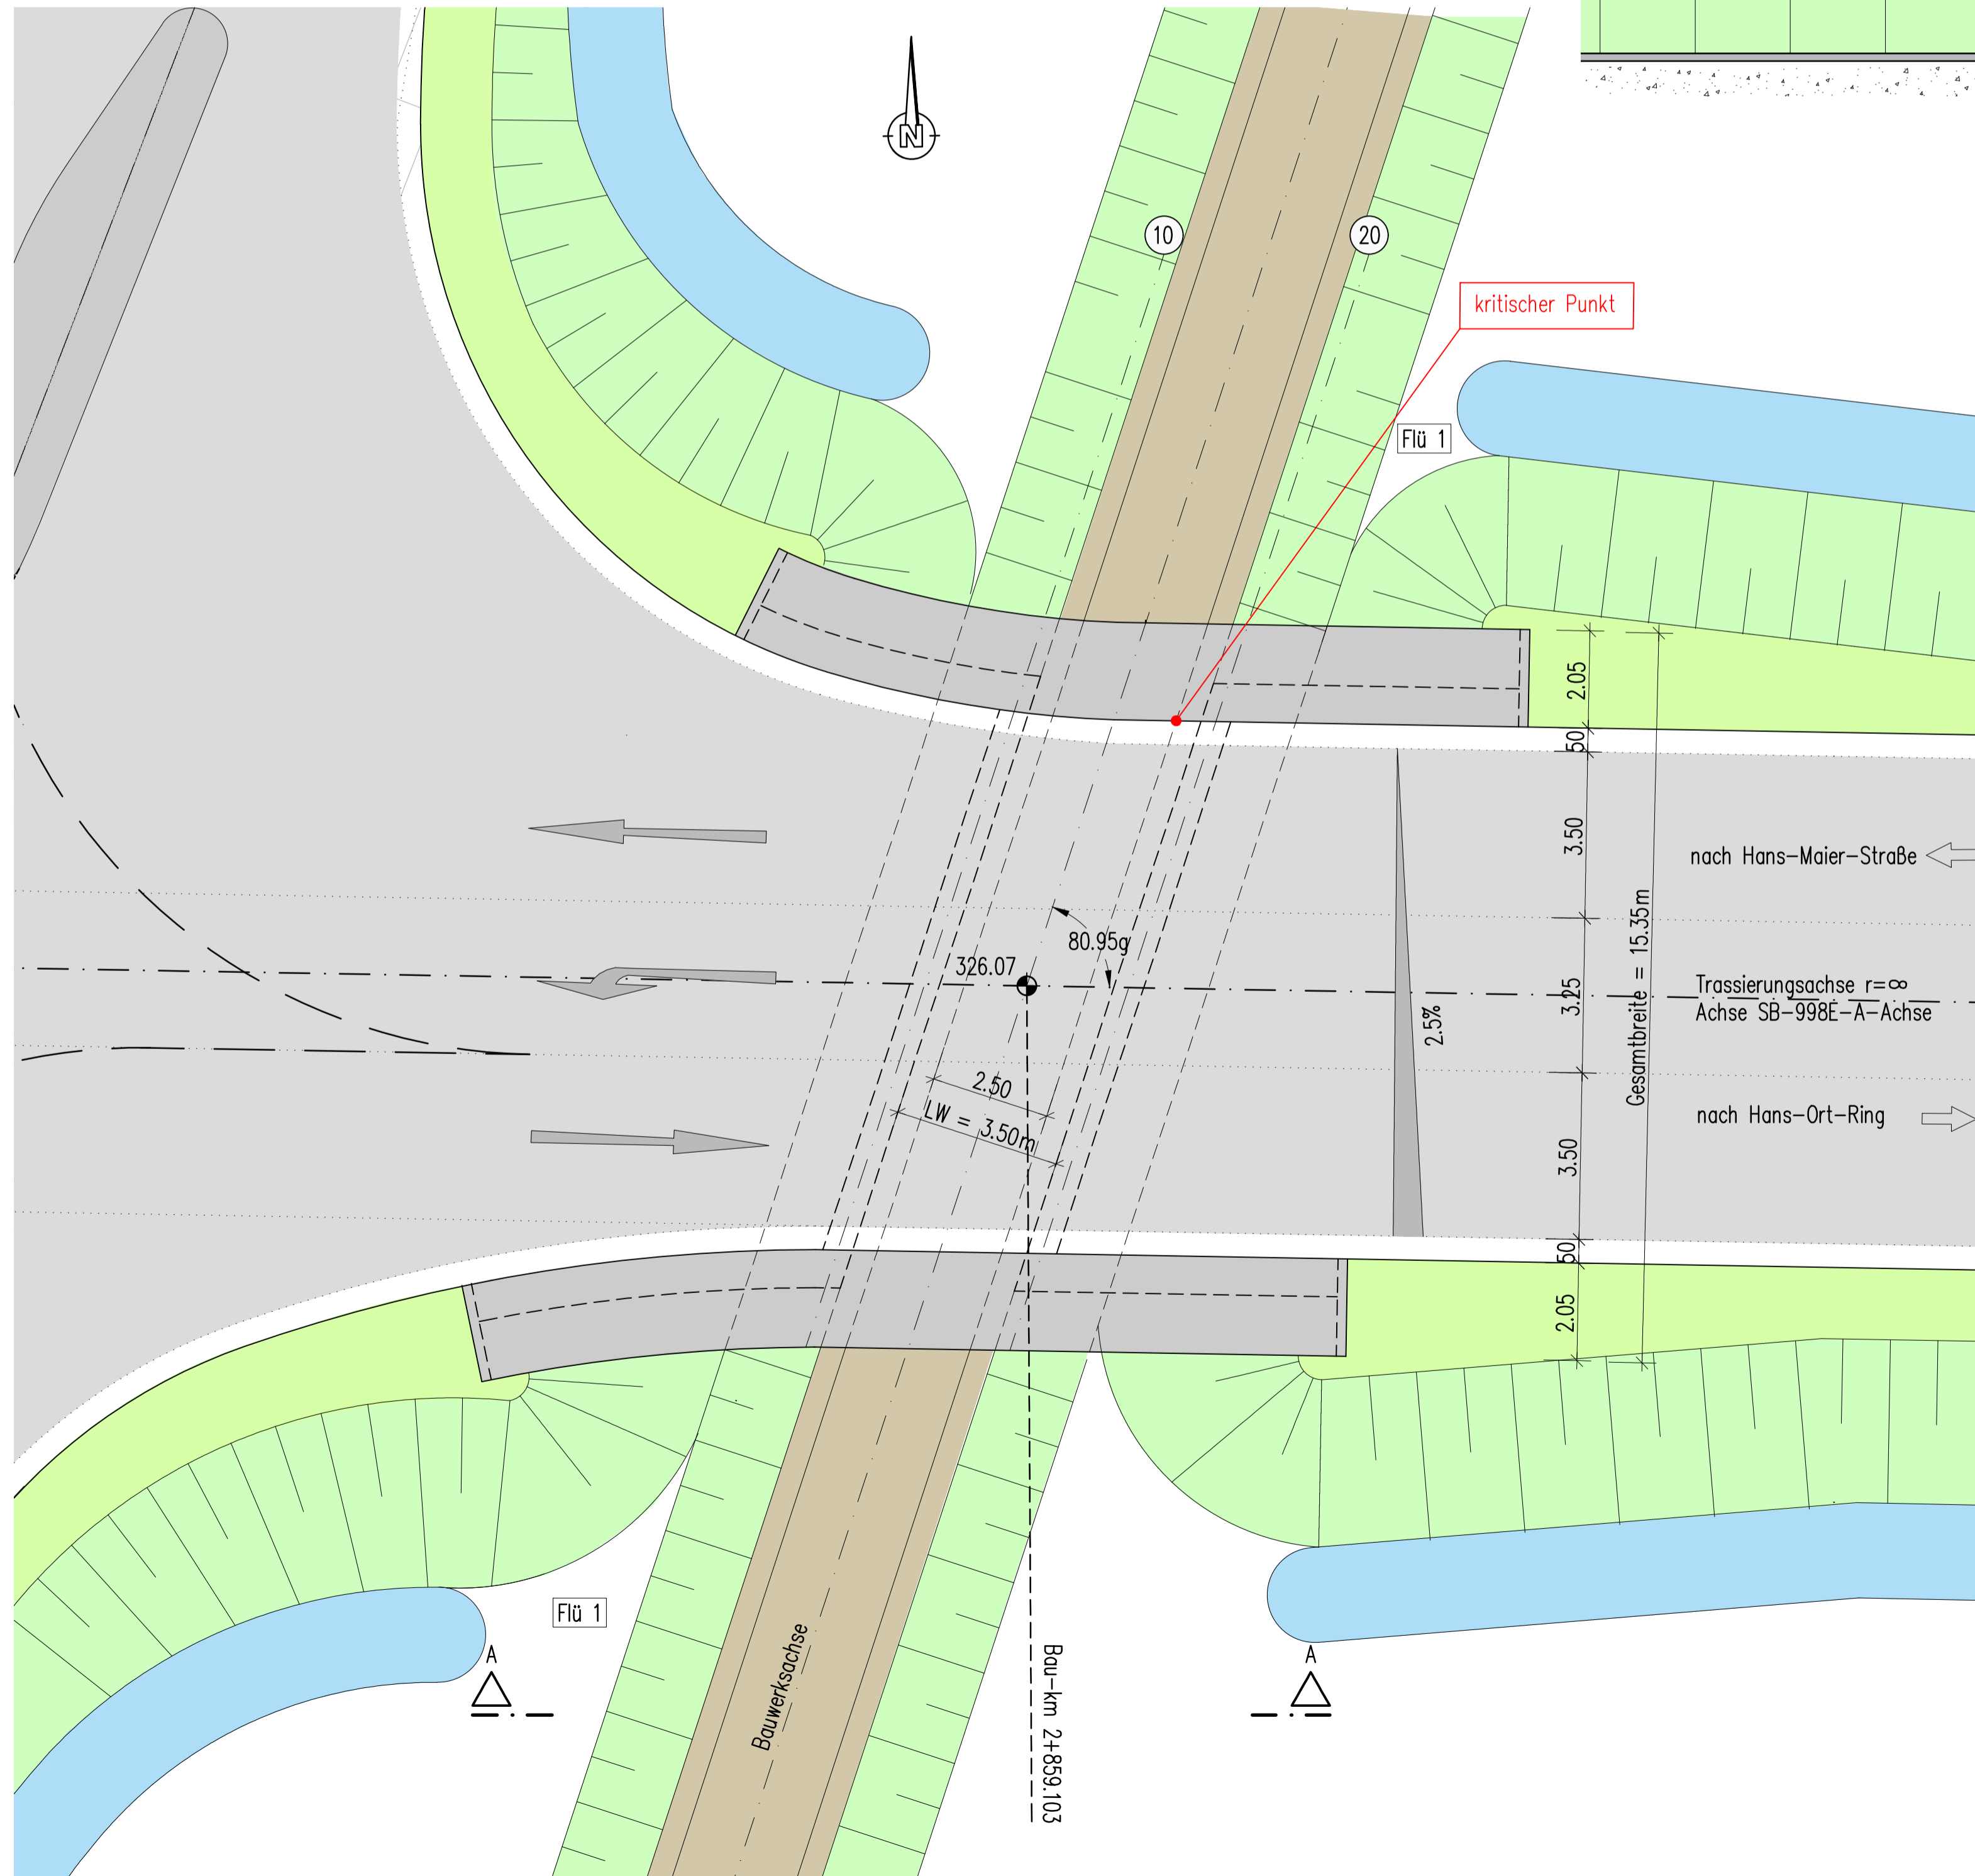 N
10
20
kritischer Punkt
Flü 1
2.05
50
3.50
nach Hans-Maier-Straße
80.95g
326.07
Gesamtbreite = 15.35m
3.25
Trassierungsachse r=∞
Achse SB-998E-A-Achse
2.5%
2.50
LW = 3.50m
nach Hans-Ort-Ring
3.50
50
2.05
Flü 1
A
A
Bauwerksachse
Bau-km 2+859.103